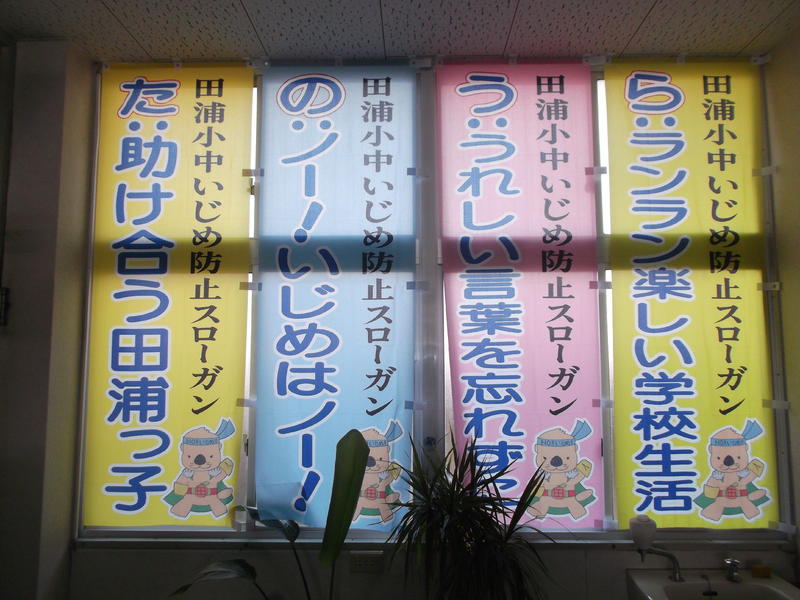 田浦小中いじめ防止スローガン
た：助け合う田浦っ子
田浦小中いじめ防止スローガン
の：ノー！いじめはノー！
田浦小中いじめ防止スローガン
う：うれしい言葉を忘れず
田浦小中いじめ防止スローガン
ら：ランラン楽しい学校生活